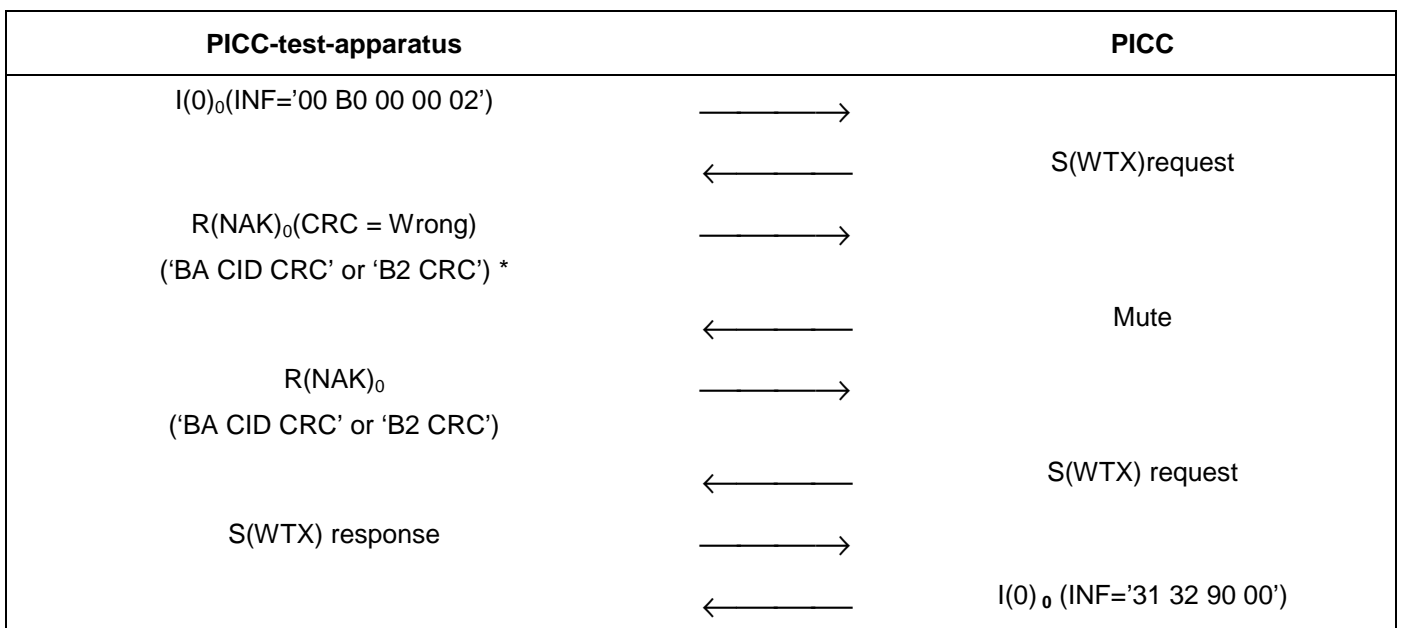 PICC-test-apparatus PICC
I(0)₀(INF='00 B0 00 00 02')
S(WTX)request
R(NAK)₀(CRC = Wrong)
(‘BA CID CRC’ or ‘B2 CRC’) *
Mute
R(NAK)₀
(‘BA CID CRC’ or ‘B2 CRC’)
S(WTX) request
S(WTX) response
I(0) ₀ (INF=’31 32 90 00’)